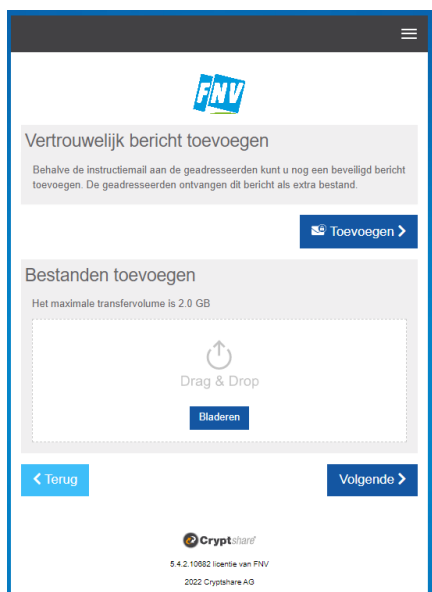 FNV
Vertrouwelijk bericht toevoegen
Behalve de instructiemail aan de geadresseerden kunt u nog een beveiligd bericht
toevoegen. De geadresseerden ontvangen dit bericht als extra bestand.
Toevoegen
Bestanden toevoegen
Het maximale transfervolume is 2.0 GB
Drag & Drop
Bladeren
Terug
Volgende
Cryptshare
5.4.2.10682 licentie van FNV
2022 Cryptshare AG